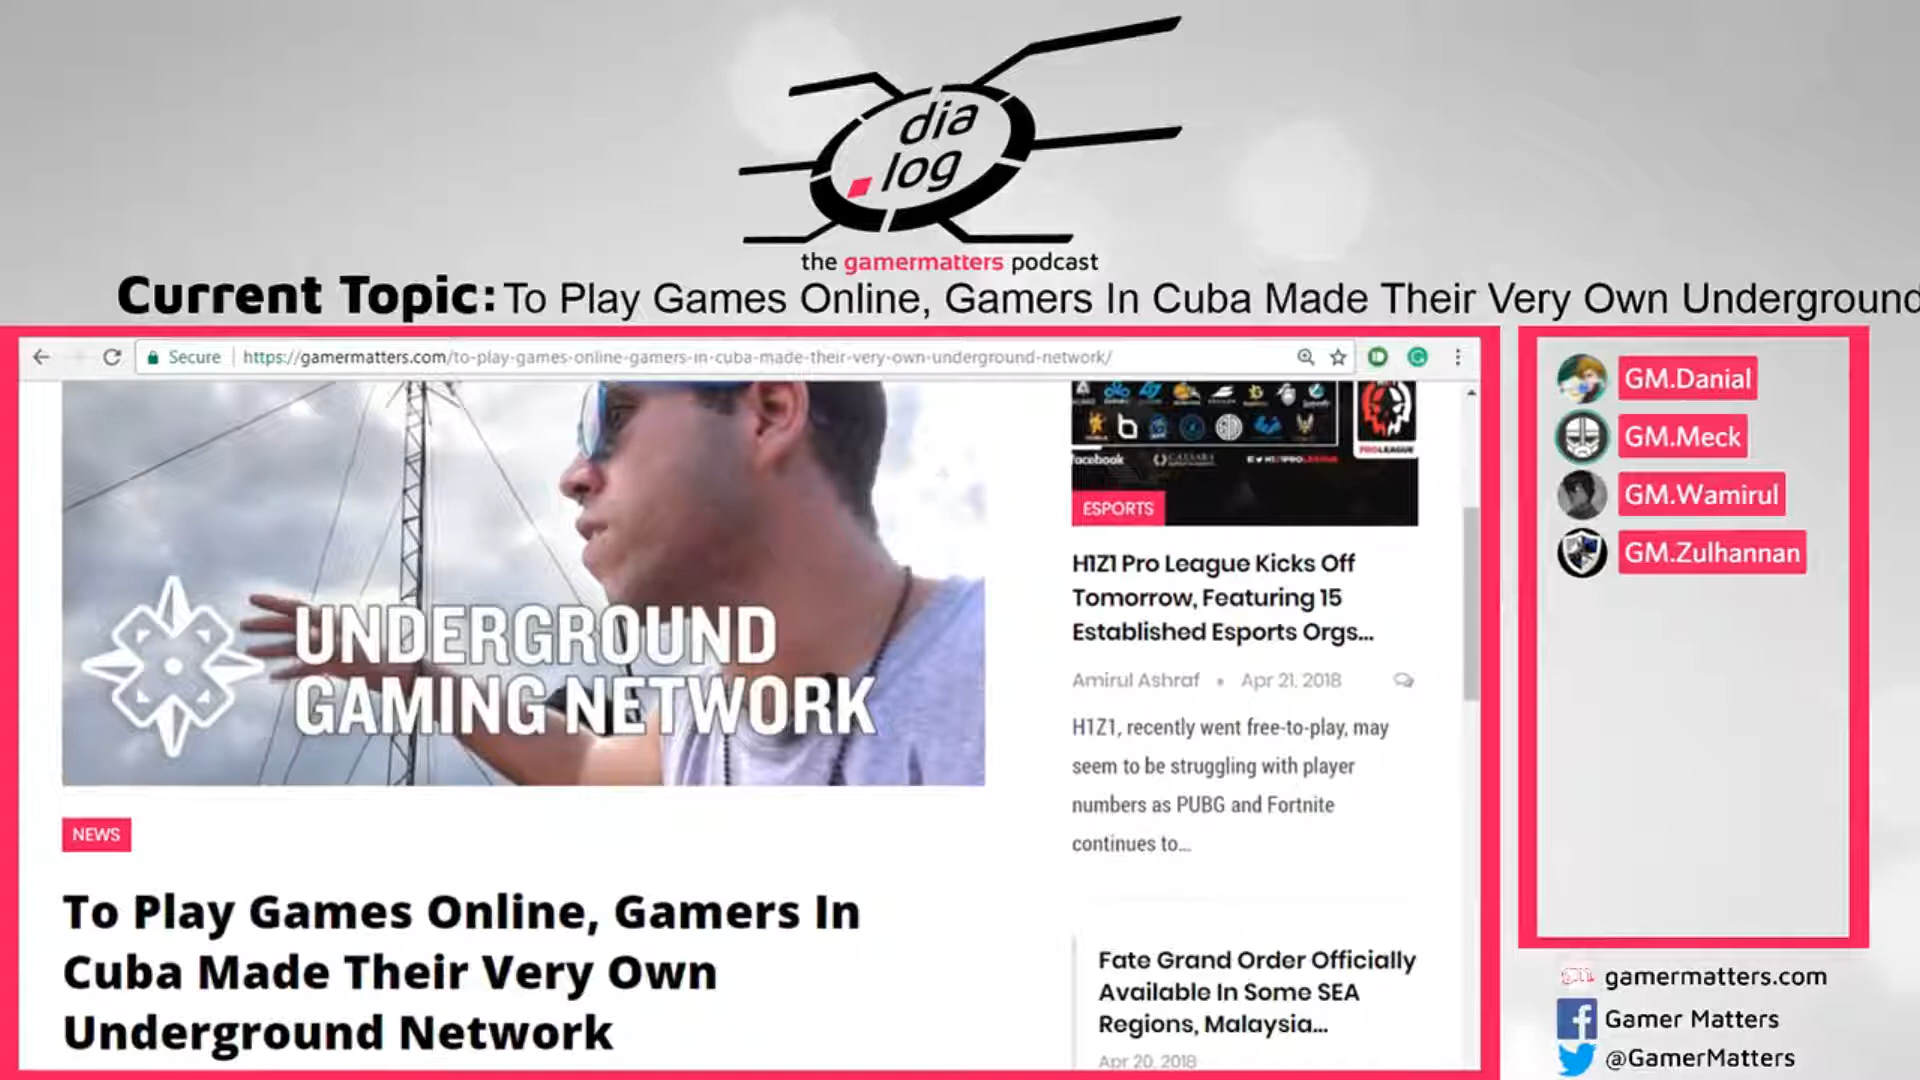 dia
.log
the gamermatters podcast
Current Topic: To Play Games Online, Gamers In Cuba Made Their Very Own Underground
Secure https://gamermatters.com/to-play-games-online-gamers-in-cuba-made-their-very-own-underground-network/
UNDERGROUND
GAMING NETWORK
NEWS
To Play Games Online, Gamers In
Cuba Made Their Very Own
Underground Network
facebook
CAESARS
PROLEAGUE
ESPORTS
H1Z1 Pro League Kicks Off
Tomorrow, Featuring 15
Established Esports Orgs...
Amirul Ashraf • Apr 21, 2018
H1Z1, recently went free-to-play, may
seem to be struggling with player
numbers as PUBG and Fortnite
continues to...
Fate Grand Order Officially
Available In Some SEA
Regions, Malaysia...
Apr 20, 2018
GM.Danial
GM.Meck
GM.Wamirul
GM.Zulhannan
gamermatters.com
Gamer Matters
@GamerMatters